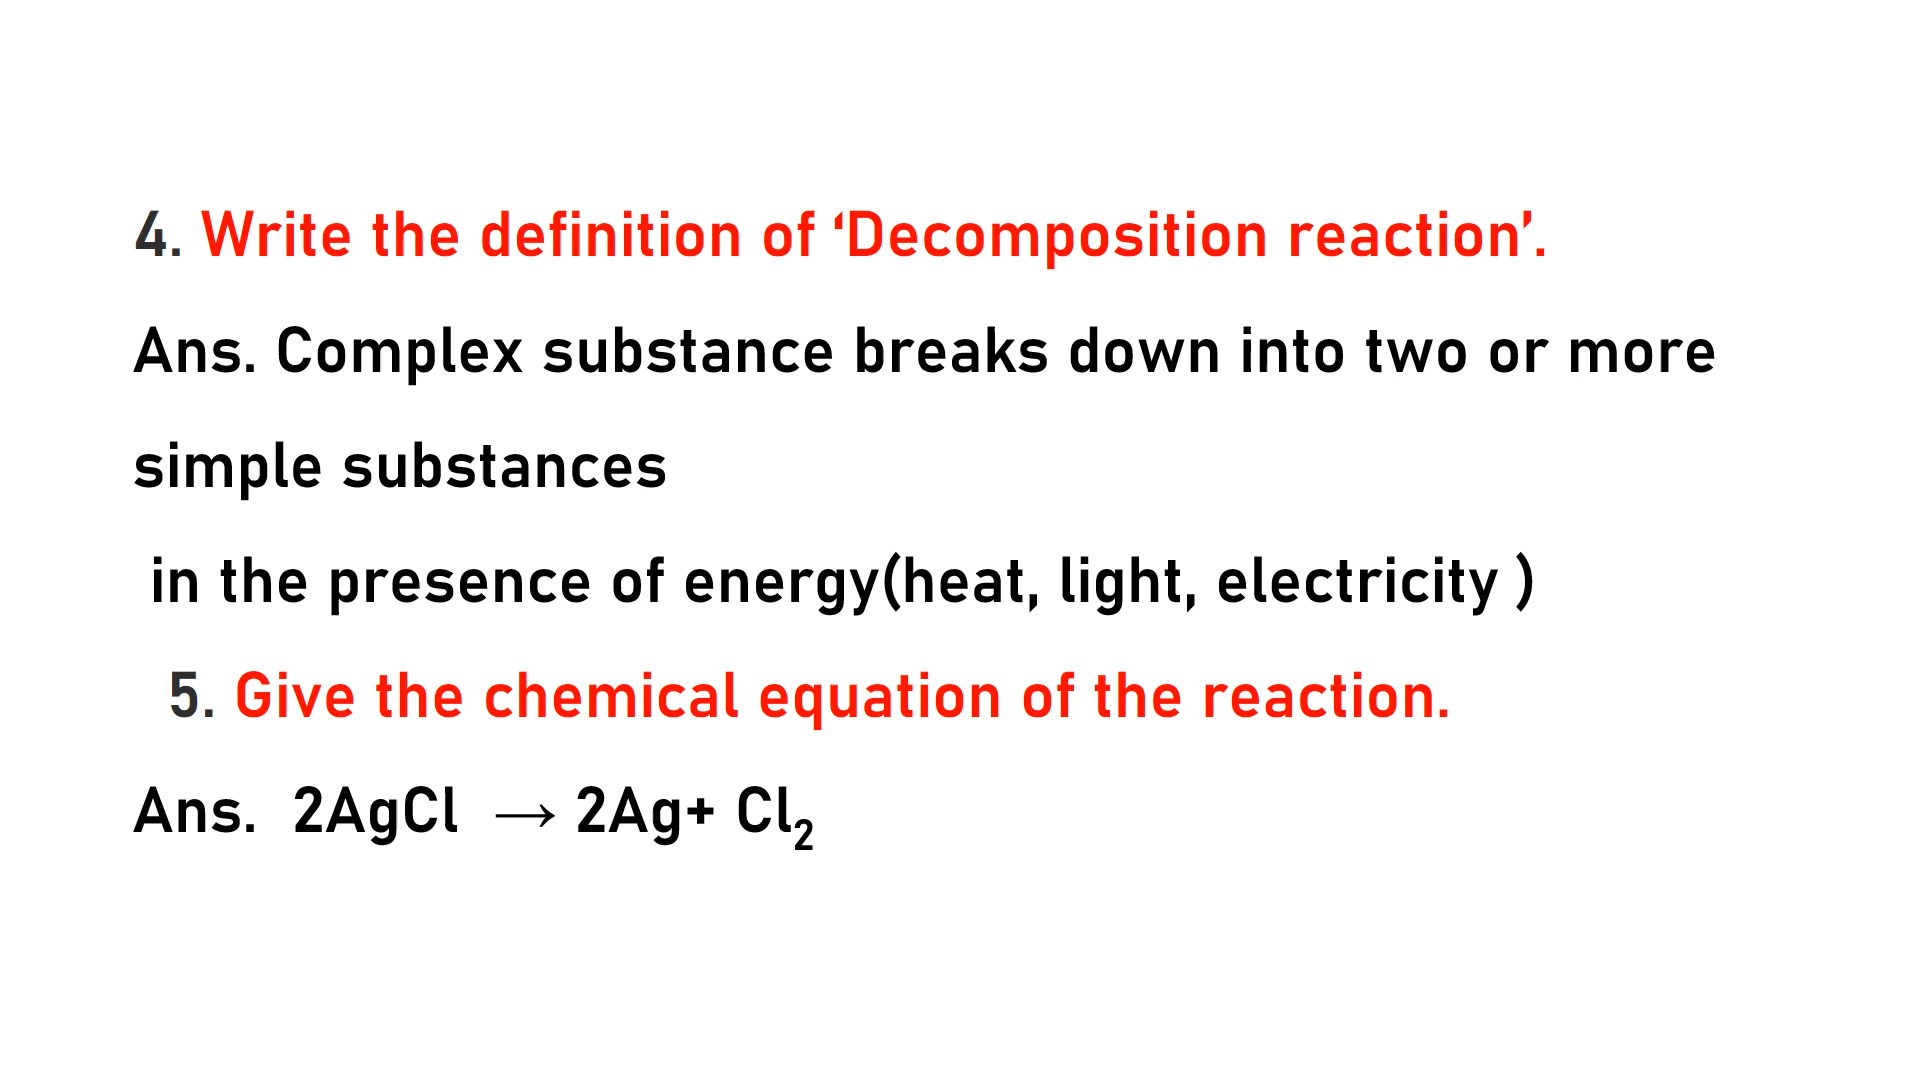 4. Write the definition of ‘Decomposition reaction’.
Ans. Complex substance breaks down into two or more
simple substances
in the presence of energy(heat, light, electricity )
5. Give the chemical equation of the reaction.
Ans. 2AgCl → 2Ag+ Cl₂